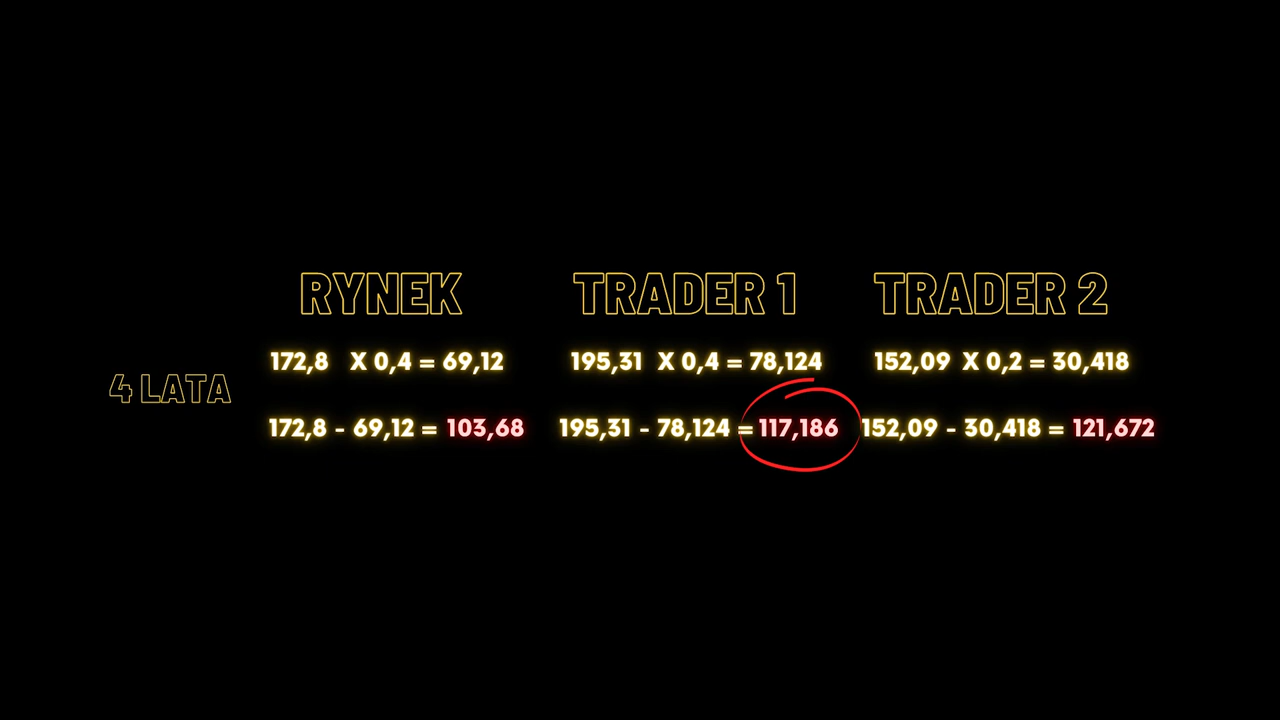 RYNEK TRADER 1 TRADER 2
172,8 X 0,4 = 69,12 195,31 X 0,4 = 78,124 152,09 X 0,2 = 30,418
4 LATA
172,8 - 69,12 = 103,68 195,31 - 78,124 = 117,186 152,09 - 30,418 = 121,672